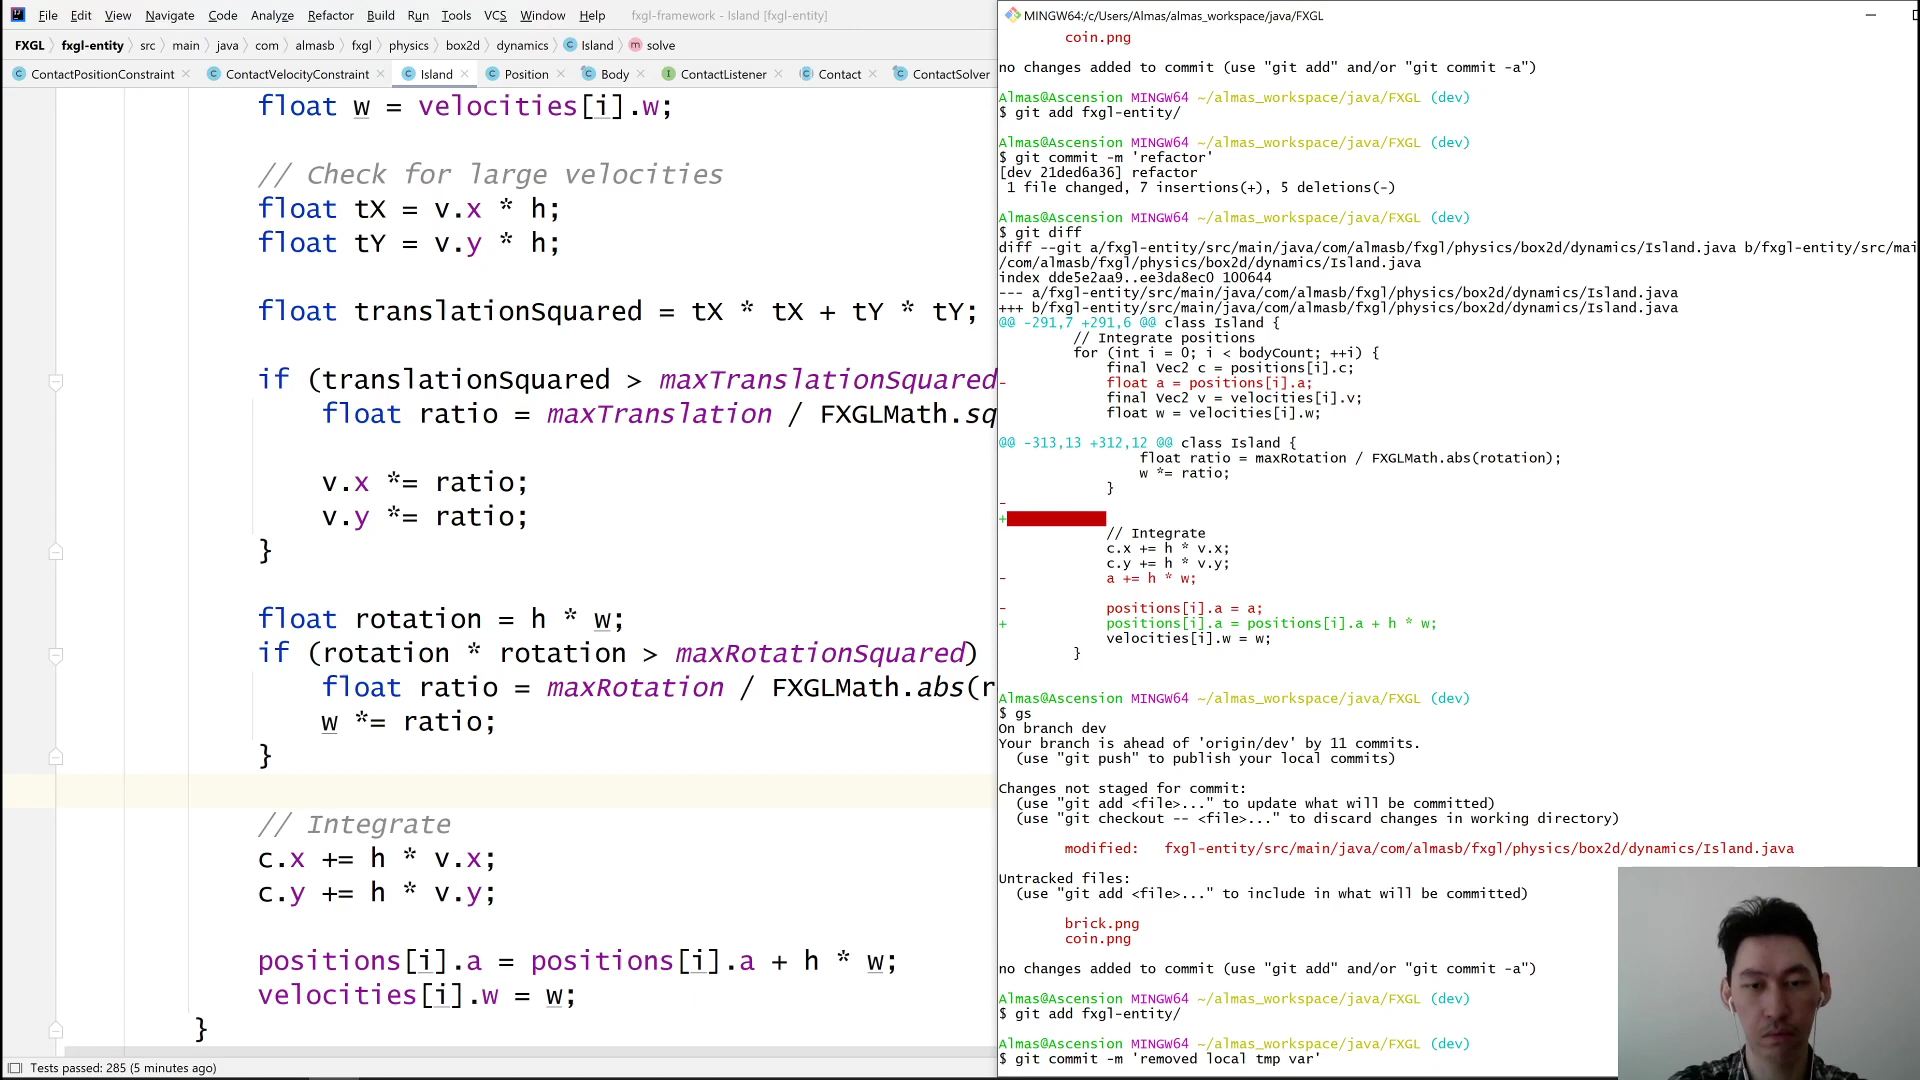 File Edit View Navigate Code Analyze Refactor Build Run Tools VCS Window Help fxgl-framework - Island [fxgl-entity]
FXGL fxgl-entity src main java com almasb fxgl physics box2d dynamics Island solve
ContactPositionConstraint ContactVelocityConstraint Island Position Body ContactListener Contact ContactSolver
float w = velocities[i].w;
// Check for large velocities
float tX = v.x * h;
float tY = v.y * h;
float translationSquared = tX * tX + tY * tY;
if (translationSquared > maxTranslationSquared
float ratio = maxTranslation / FXGLMath.sq
v.x *= ratio;
v.y *= ratio;
}
float rotation = h * w;
if (rotation * rotation > maxRotationSquared)
float ratio = maxRotation / FXGLMath.abs(r
w *= ratio;
}
// Integrate
c.x += h * v.x;
c.y += h * v.y;
positions[i].a = positions[i].a + h * w;
velocities[i].w = w;
}
Tests passed: 285 (5 minutes ago)
MINGW64:/c/Users/Almas/almas_workspace/java/FXGL
coin.png
no changes added to commit (use "git add" and/or "git commit -a")
Almas@Ascension MINGW64 ~/almas_workspace/java/FXGL (dev)
$ git add fxgl-entity/
Almas@Ascension MINGW64 ~/almas_workspace/java/FXGL (dev)
$ git commit -m 'refactor'
[dev 21ded6a36] refactor
1 file changed, 7 insertions(+), 5 deletions(-)
Almas@Ascension MINGW64 ~/almas_workspace/java/FXGL (dev)
$ git diff
diff --git a/fxgl-entity/src/main/java/com/almasb/fxgl/physics/box2d/dynamics/Island.java b/fxgl-entity/src/mai
/com/almasb/fxgl/physics/box2d/dynamics/Island.java
index dde5e2aa9..ee3da8ec0 100644
--- a/fxgl-entity/src/main/java/com/almasb/fxgl/physics/box2d/dynamics/Island.java
+++ b/fxgl-entity/src/main/java/com/almasb/fxgl/physics/box2d/dynamics/Island.java
@@ -291,7 +291,6 @@ class Island {
// Integrate positions
for (int i = 0; i < bodyCount; ++i) {
final Vec2 c = positions[i].c;
- float a = positions[i].a;
final Vec2 v = velocities[i].v;
float w = velocities[i].w;
@@ -313,13 +312,12 @@ class Island {
float ratio = maxRotation / FXGLMath.abs(rotation);
w *= ratio;
}
-
+
// Integrate
c.x += h * v.x;
c.y += h * v.y;
- a += h * w;
- positions[i].a = a;
+ positions[i].a = positions[i].a + h * w;
velocities[i].w = w;
}
Almas@Ascension MINGW64 ~/almas_workspace/java/FXGL (dev)
$ gs
On branch dev
Your branch is ahead of 'origin/dev' by 11 commits.
(use "git push" to publish your local commits)
Changes not staged for commit:
(use "git add <file>..." to update what will be committed)
(use "git checkout -- <file>..." to discard changes in working directory)
modified: fxgl-entity/src/main/java/com/almasb/fxgl/physics/box2d/dynamics/Island.java
Untracked files:
(use "git add <file>..." to include in what will be committed)
brick.png
coin.png
no changes added to commit (use "git add" and/or "git commit -a")
Almas@Ascension MINGW64 ~/almas_workspace/java/FXGL (dev)
$ git add fxgl-entity/
Almas@Ascension MINGW64 ~/almas_workspace/java/FXGL (dev)
$ git commit -m 'removed local tmp var'